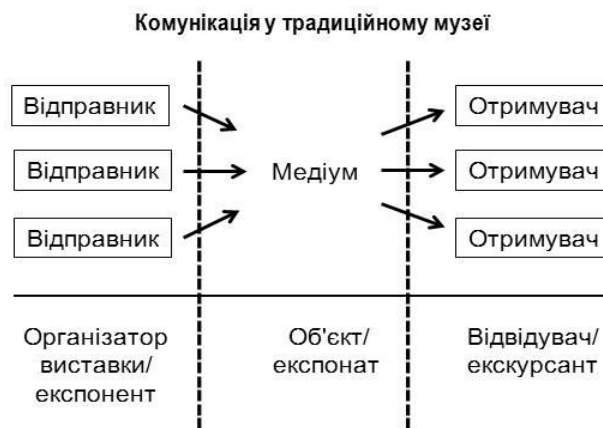 Комунікація у традиційному музеї
Відправник
Медіум
Отримувач
Відправник
Отримувач
Відправник
Отримувач
Організатор
виставки/
експонент
Об'єкт/
експонат
Відвідувач/
екскурсант